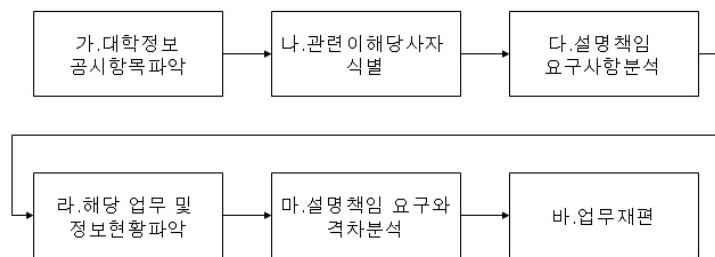 가.대학정보
공시항목파악
나.관련이해당사자
식별
다.설명책임
요구사항분석
라.해당 업무 및
정보현황파악
마.설명책임 요구와
격차분석
바.업무재편